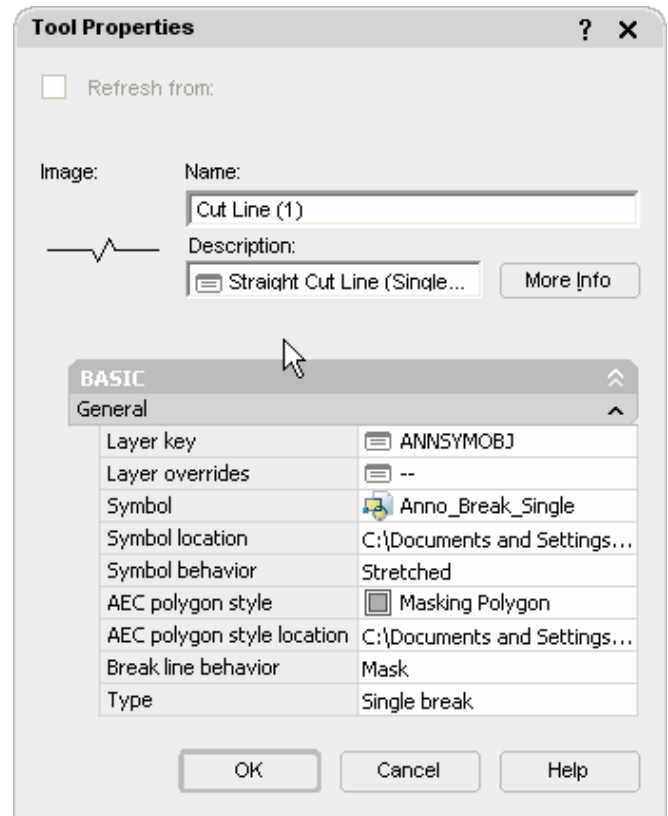 Tool Properties ? X
Refresh from:
Image: Name:
Cut Line (1)
Description:
Straight Cut Line (Single... More Info
BASIC
General
Layer key ANNSYMOBJ
Layer overrides --
Symbol Anno_Break_Single
Symbol location C:\Documents and Settings...
Symbol behavior Stretched
AEC polygon style Masking Polygon
AEC polygon style location C:\Documents and Settings...
Break line behavior Mask
Type Single break
OK Cancel Help